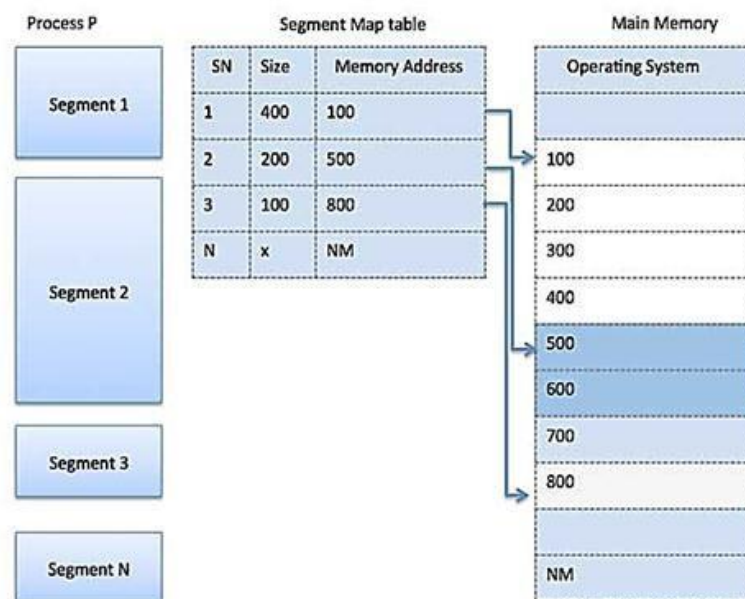 Process P
Segment 1
Segment 2
Segment 3
Segment N
Segment Map table
SN Size Memory Address
1 400 100
2 200 500
3 100 800
N x NM
Main Memory
Operating System
100
200
300
400
500
600
700
800
NM